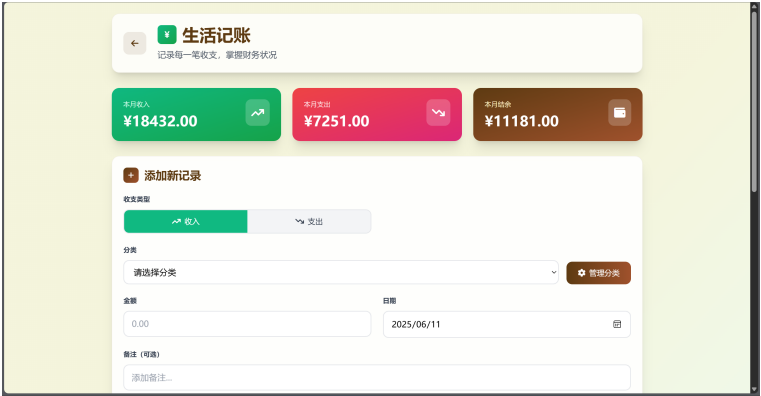 ¥ 生活记账
记录每一笔收支，掌握财务状况
本月收入
¥18432.00
本月支出
¥7251.00
本月结余
¥11181.00
添加新记录
收支类型
收入
支出
分类
请选择分类
管理分类
金额
日期
0.00
2025/06/11
备注（可选）
添加备注...